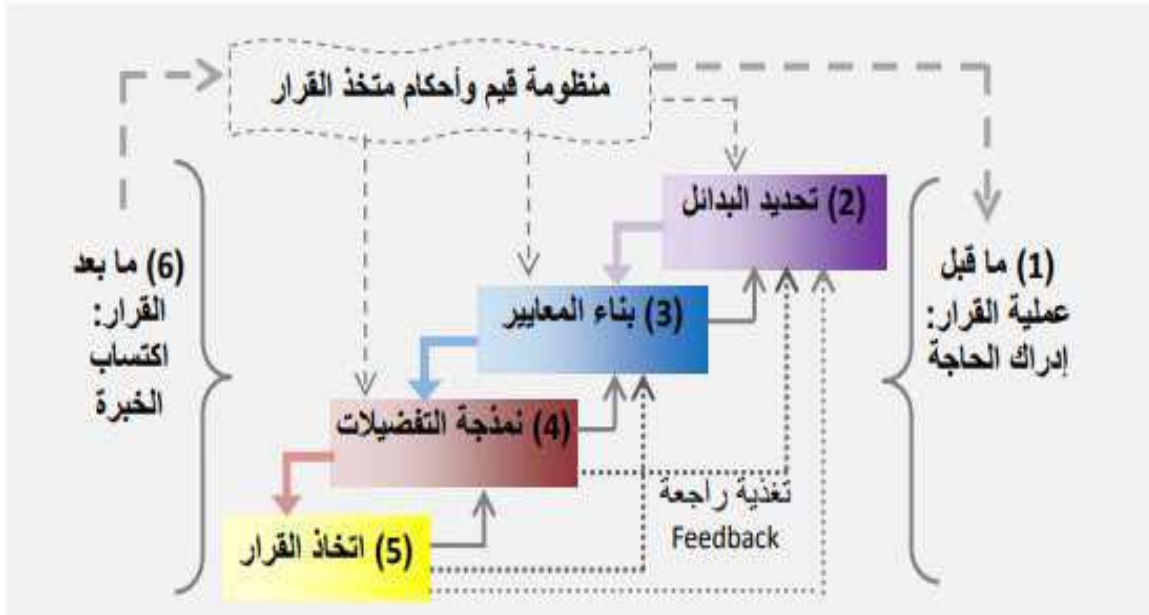 منظومة قيم وأحكام متخذ القرار
(1) ما قبل
عملية القرار:
إدراك الحاجة
(2) تحديد البدائل
(3) بناء المعايير
(4) نمذجة التفضيلات
(5) اتخاذ القرار
تغذية راجعة
Feedback
(6) ما بعد
القرار:
اكتساب
الخبرة